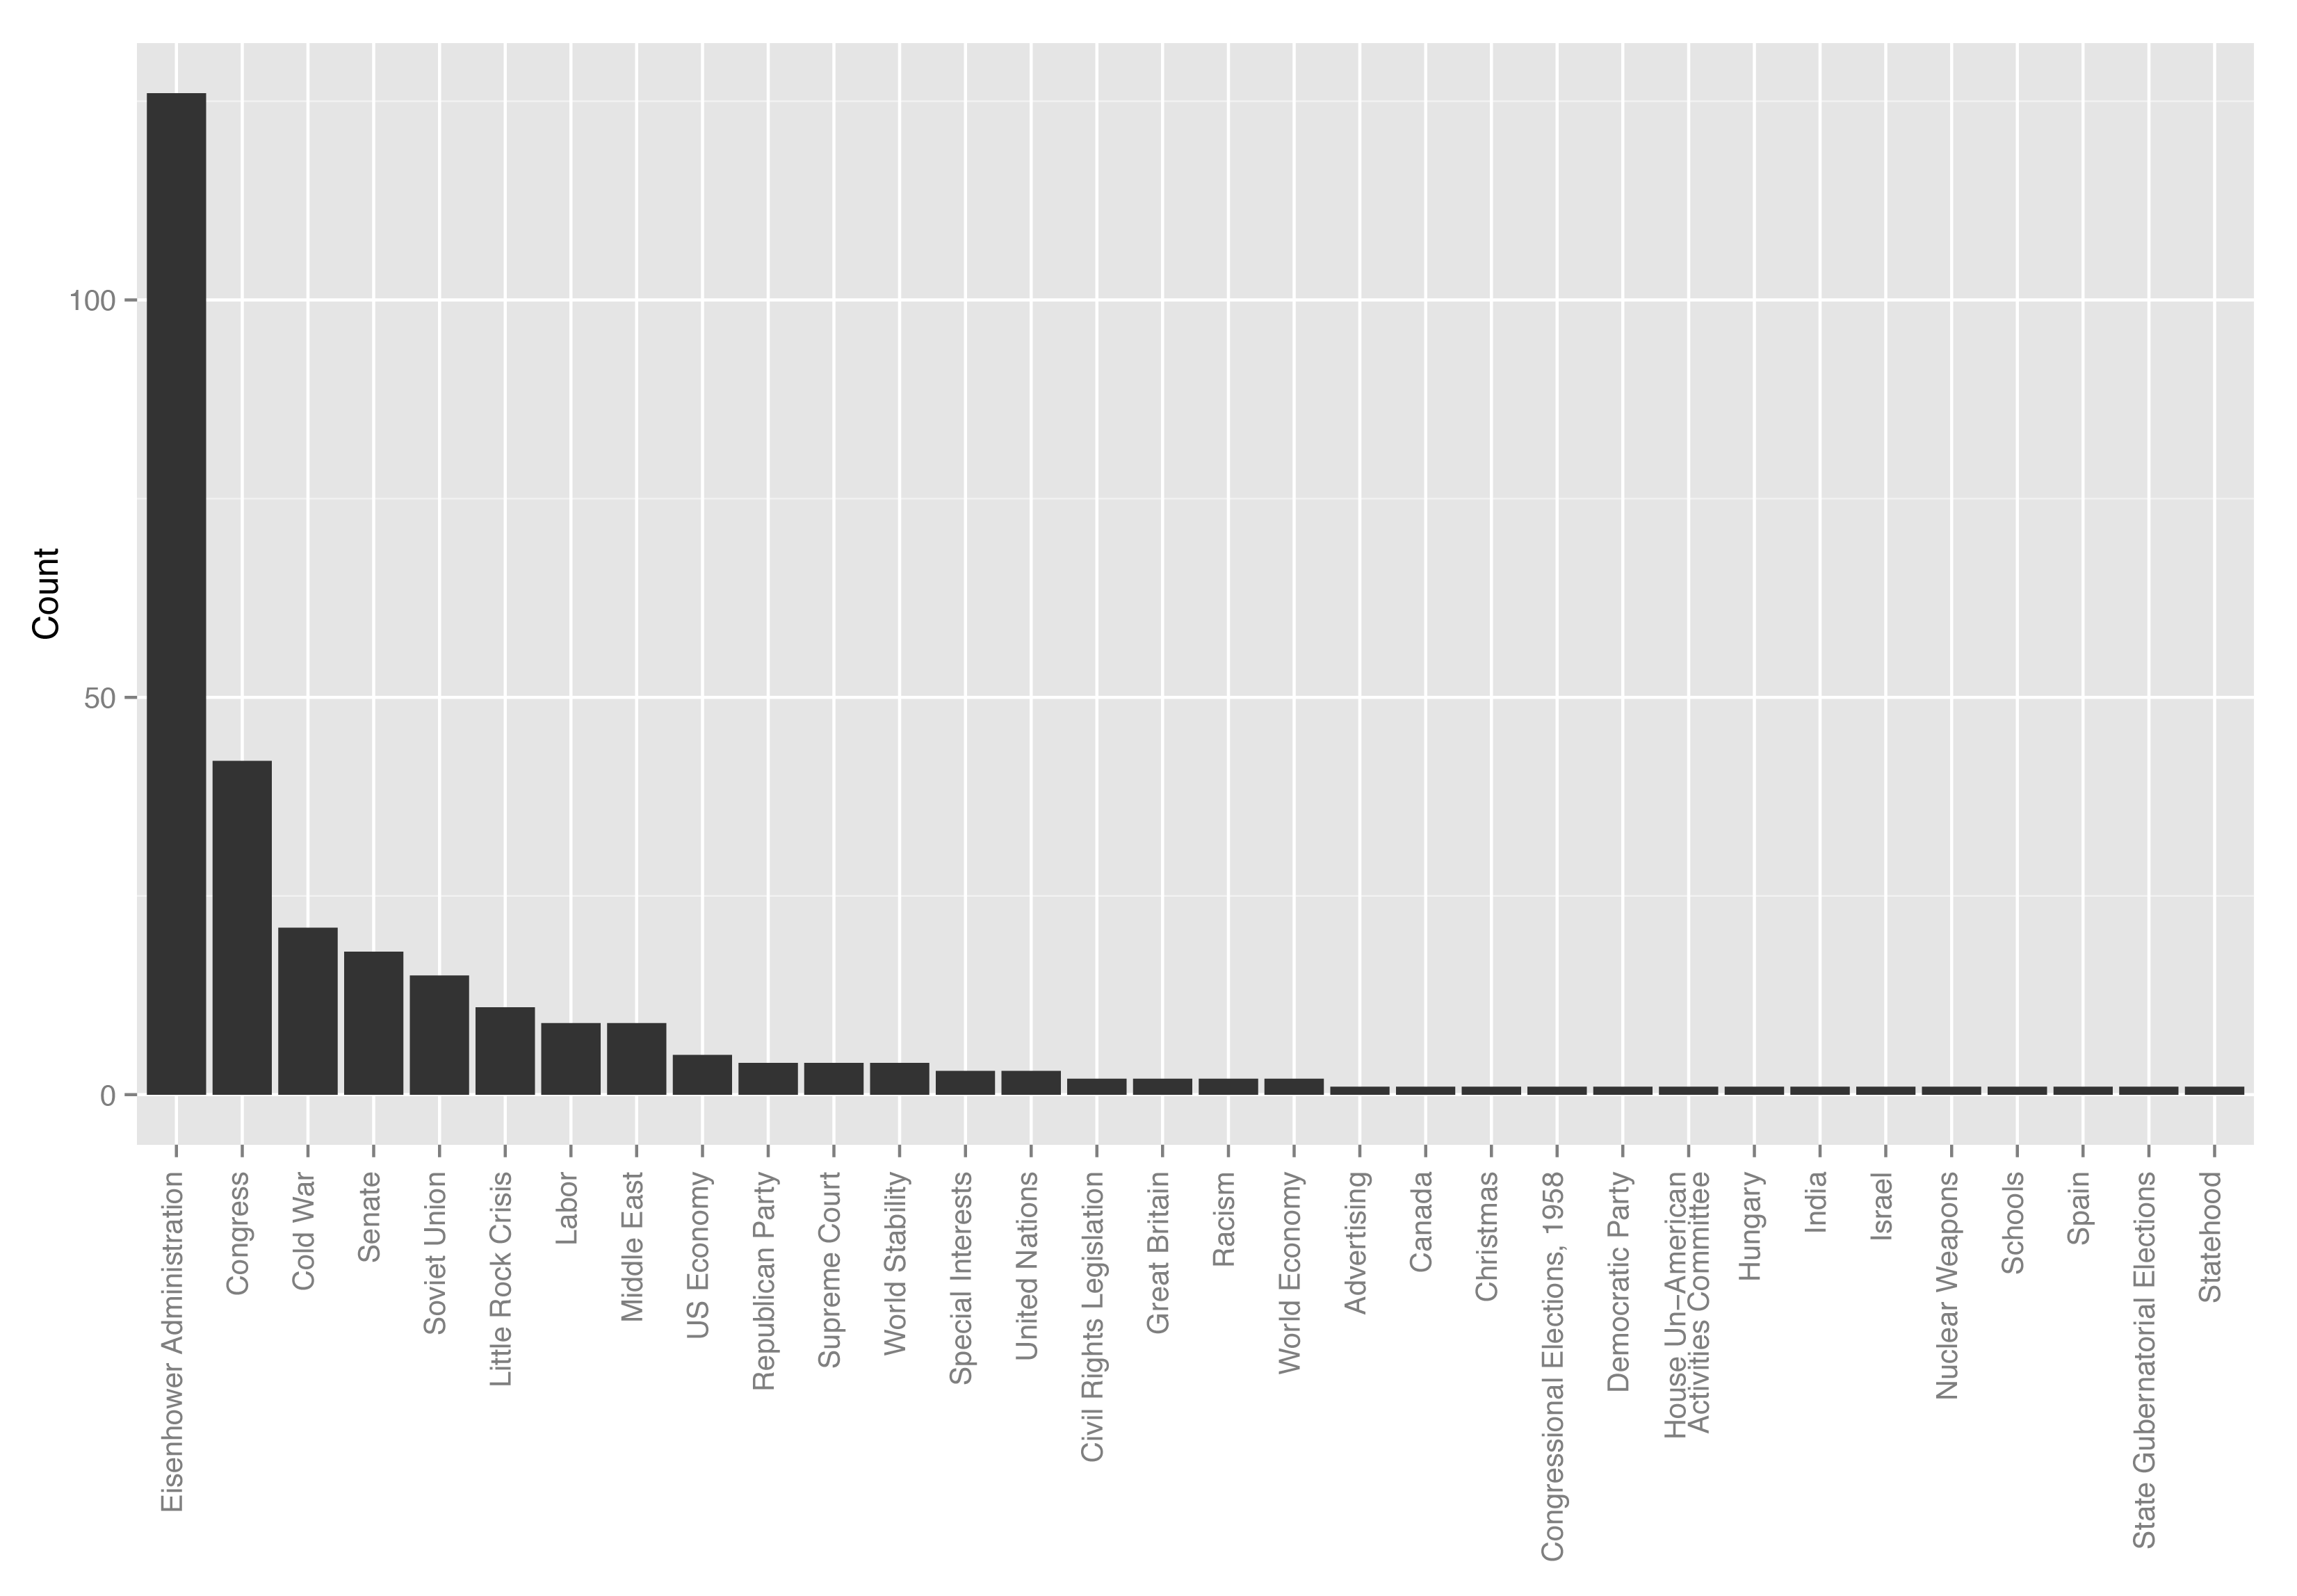 Count
100
50
0
Eisenhower Administration
Congress
Cold War
Senate
Soviet Union
Little Rock Crisis
Labor
Middle East
US Economy
Republican Party
Supreme Court
World Stability
Special Interests
United Nations
Civil Rights Legislation
Great Britain
Racism
World Economy
Advertising
Canada
Christmas
Congressional Elections, 1958
Democratic Party
House Un−American
Activities Committee
Hungary
India
Israel
Nuclear Weapons
Schools
Spain
State Gubernatorial Elections
Statehood